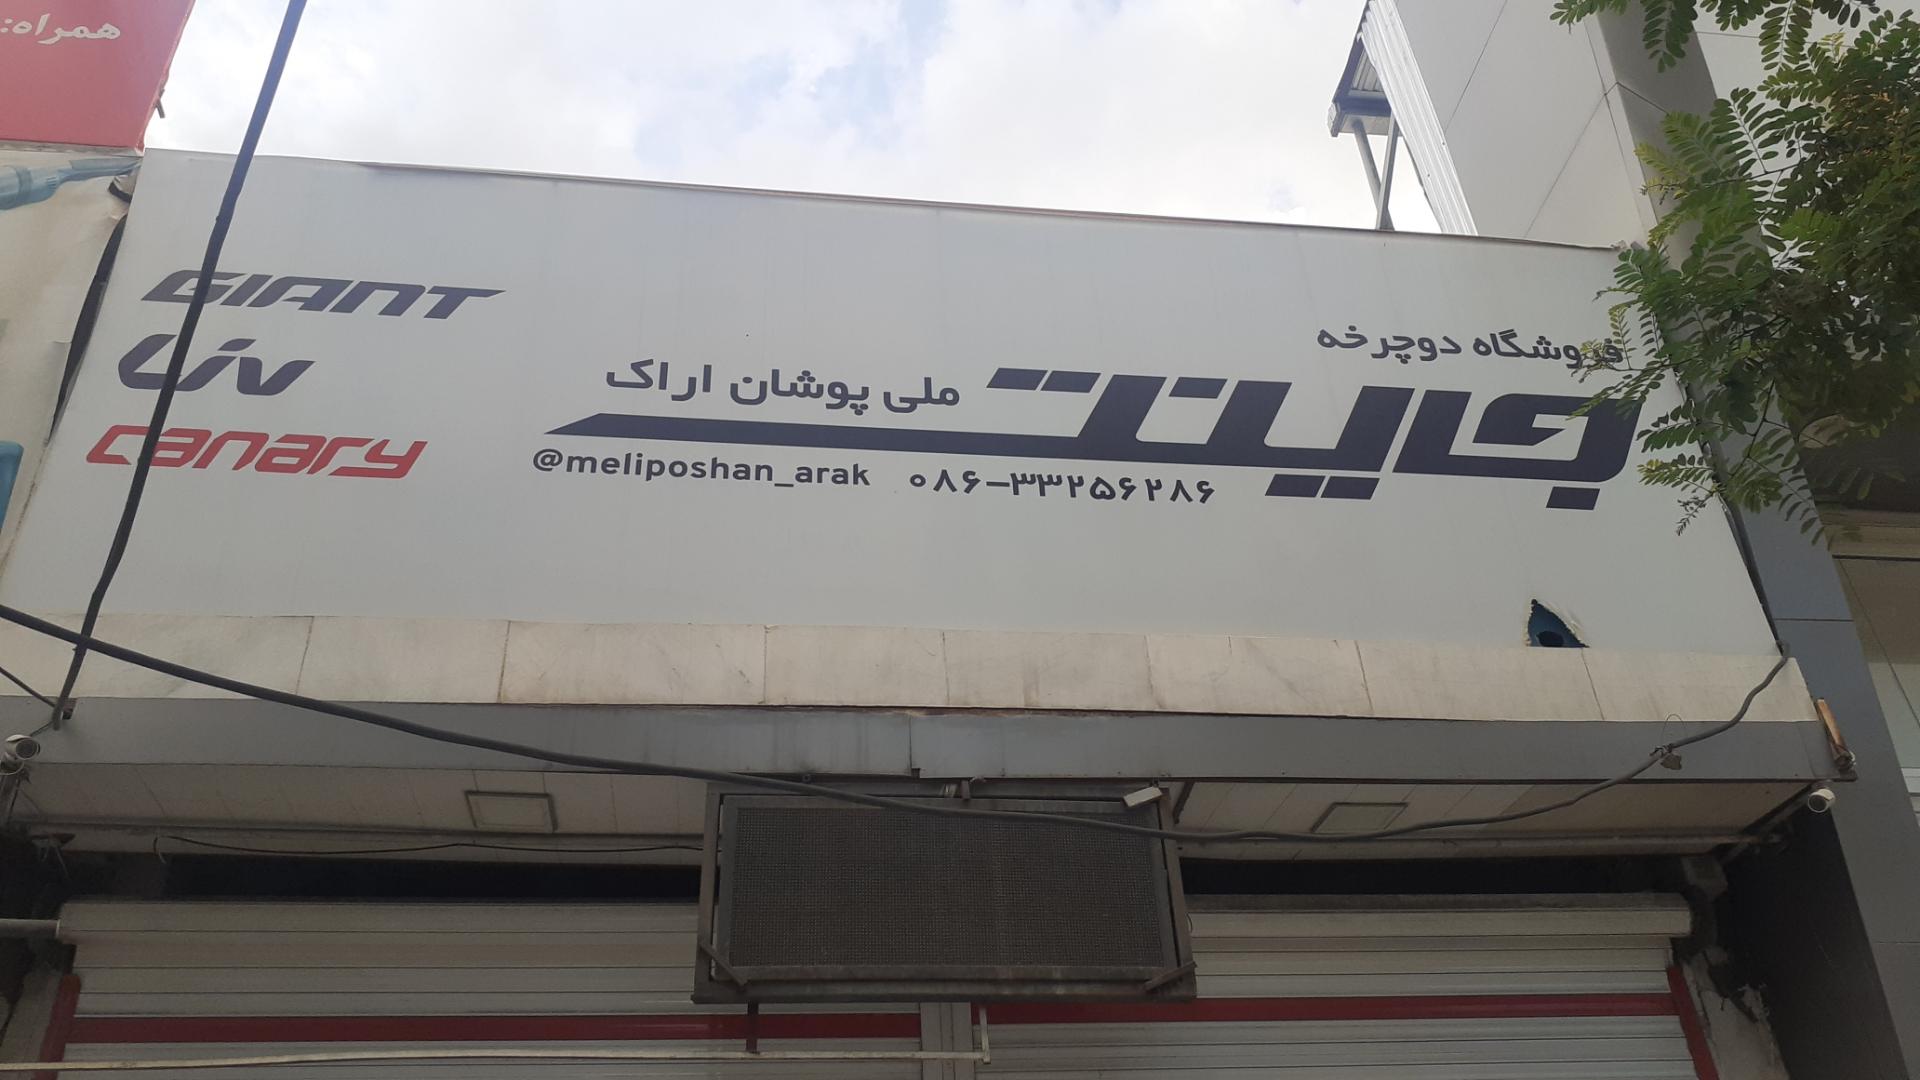 همراه:
فروشگاه دوچرخه
جاینت
ملی پوشان اراک
@meliposhan_arak ۰۸۶-۳۳۲۵۶۲۸۶
GIANT
Liv
canary